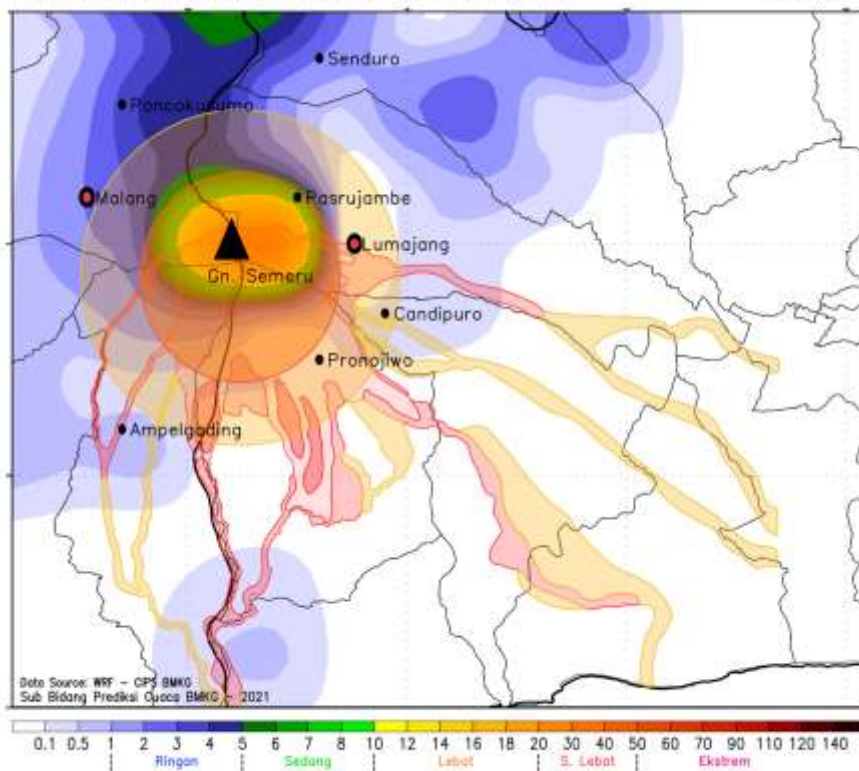 Senduro
Poncokusumo
Malang
Pasrujambe
Lumajang
Gn. Semeru
Candipuro
Pronojiwo
Ampelgading
Data Source: WRF - CIPS BMKG
Sub Bidang Prediksi Cuaca BMKG - 2021
0.1 0.5 1 2 3 4 5 6 7 8 10 12 14 16 18 20 30 40 50 70 90 110 120 140
Ringan Sedang Lebat S. Lebat Ekstrem